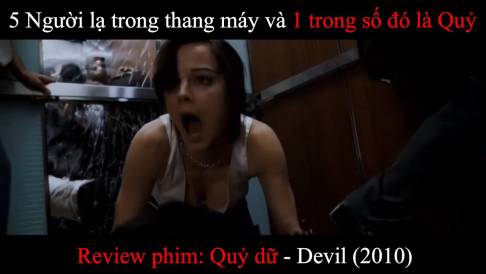 5 Người lạ trong thang máy và 1 trong số đó là Quỷ
Review phim: Quỷ dữ - Devil (2010)